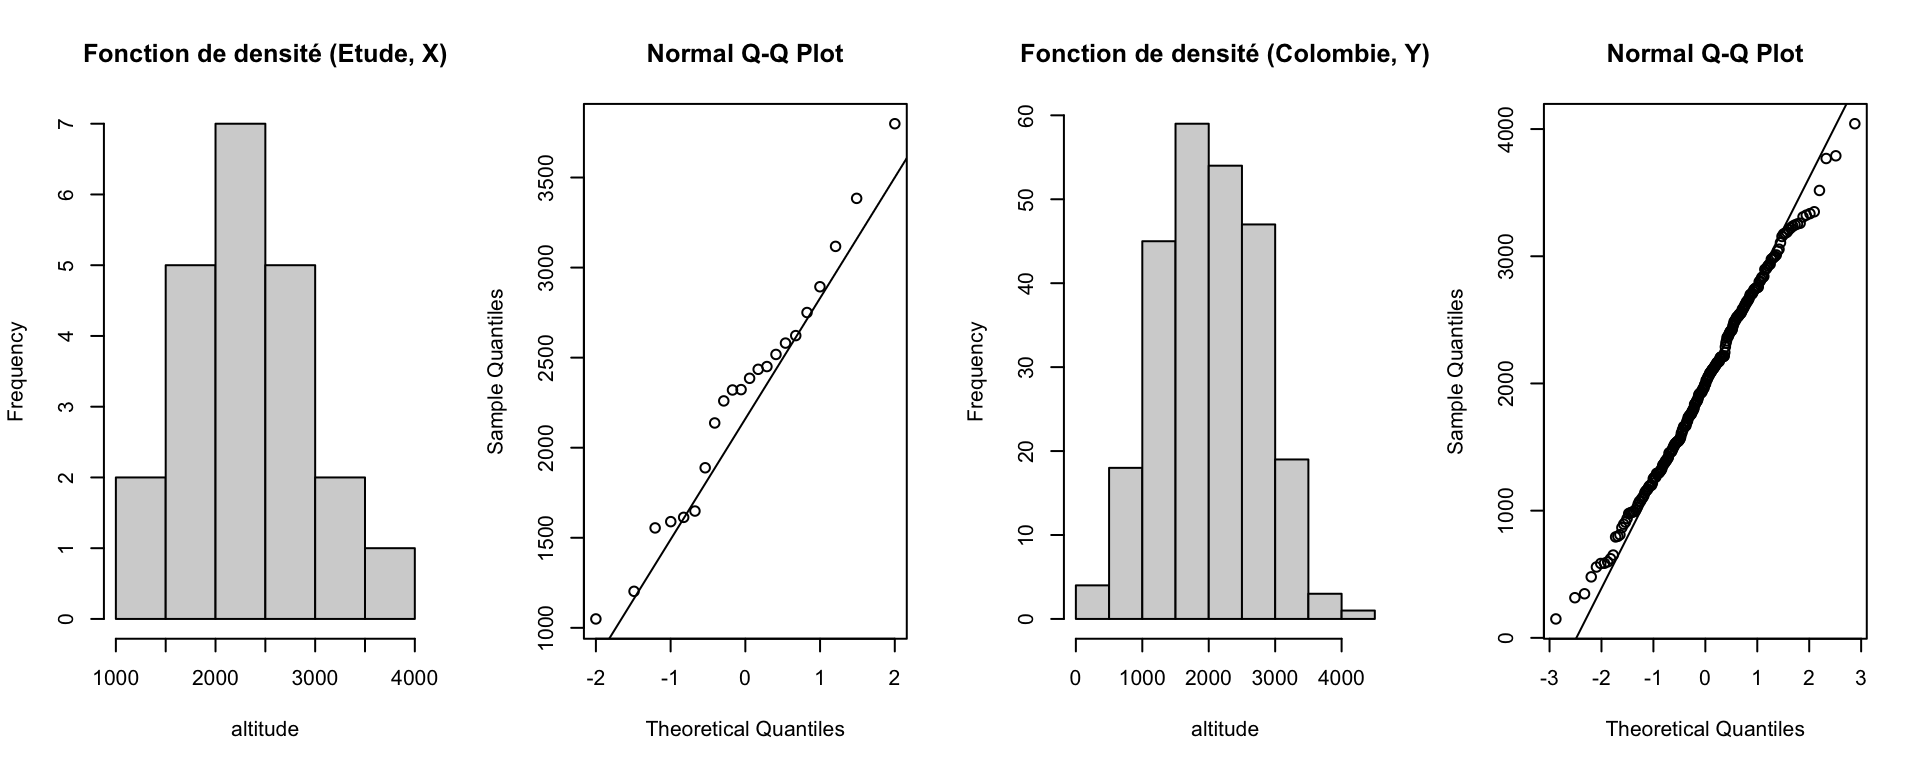 Fonction de densité (Etude, X)
Frequency
7
6
5
4
3
2
1
0
1000 2000 3000 4000
altitude
Normal Q-Q Plot
Sample Quantiles
3500
3000
2500
2000
1500
1000
-2 -1 0 1 2
Theoretical Quantiles
Fonction de densité (Colombie, Y)
Frequency
60
50
40
30
20
10
0
0 1000 2000 3000 4000
altitude
Normal Q-Q Plot
Sample Quantiles
4000
3000
2000
1000
0
-3 -2 -1 0 1 2 3
Theoretical Quantiles